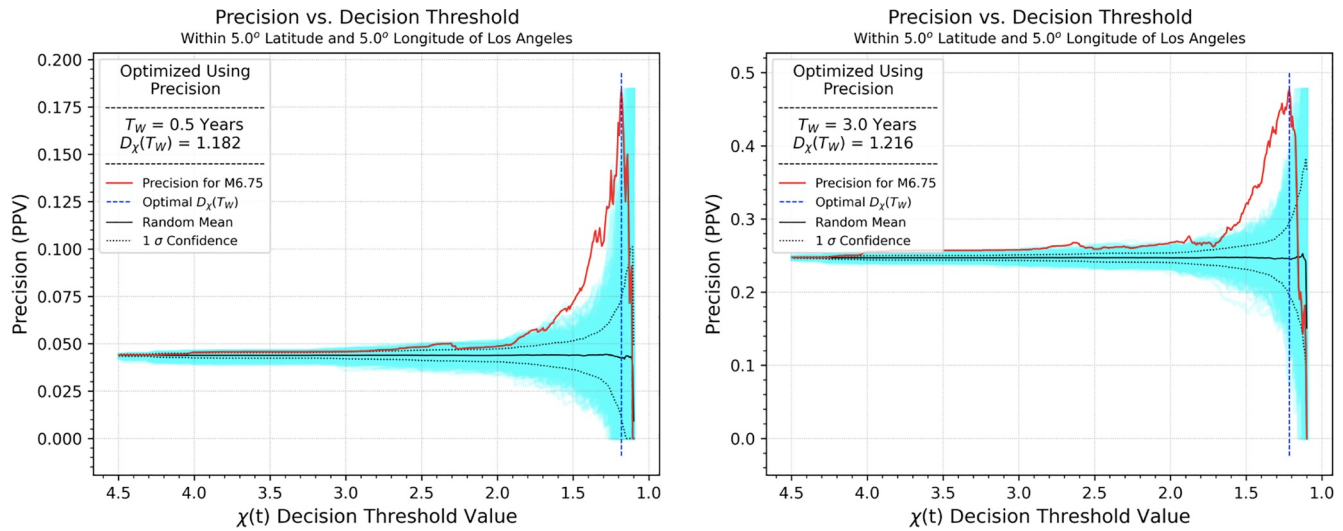 Precision vs. Decision Threshold
Within 5.0° Latitude and 5.0° Longitude of Los Angeles
Optimized Using
Precision
T_W = 0.5 Years
D_χ(T_W) = 1.182
Precision for M6.75
Optimal D_χ(T_W)
Random Mean
1 σ Confidence
Precision (PPV)
0.200
0.175
0.150
0.125
0.100
0.075
0.050
0.025
0.000
4.5 4.0 3.5 3.0 2.5 2.0 1.5 1.0
χ(t) Decision Threshold Value
Precision vs. Decision Threshold
Within 5.0° Latitude and 5.0° Longitude of Los Angeles
Optimized Using
Precision
T_W = 3.0 Years
D_χ(T_W) = 1.216
Precision for M6.75
Optimal D_χ(T_W)
Random Mean
1 σ Confidence
Precision (PPV)
0.5
0.4
0.3
0.2
0.1
0.0
4.5 4.0 3.5 3.0 2.5 2.0 1.5 1.0
χ(t) Decision Threshold Value